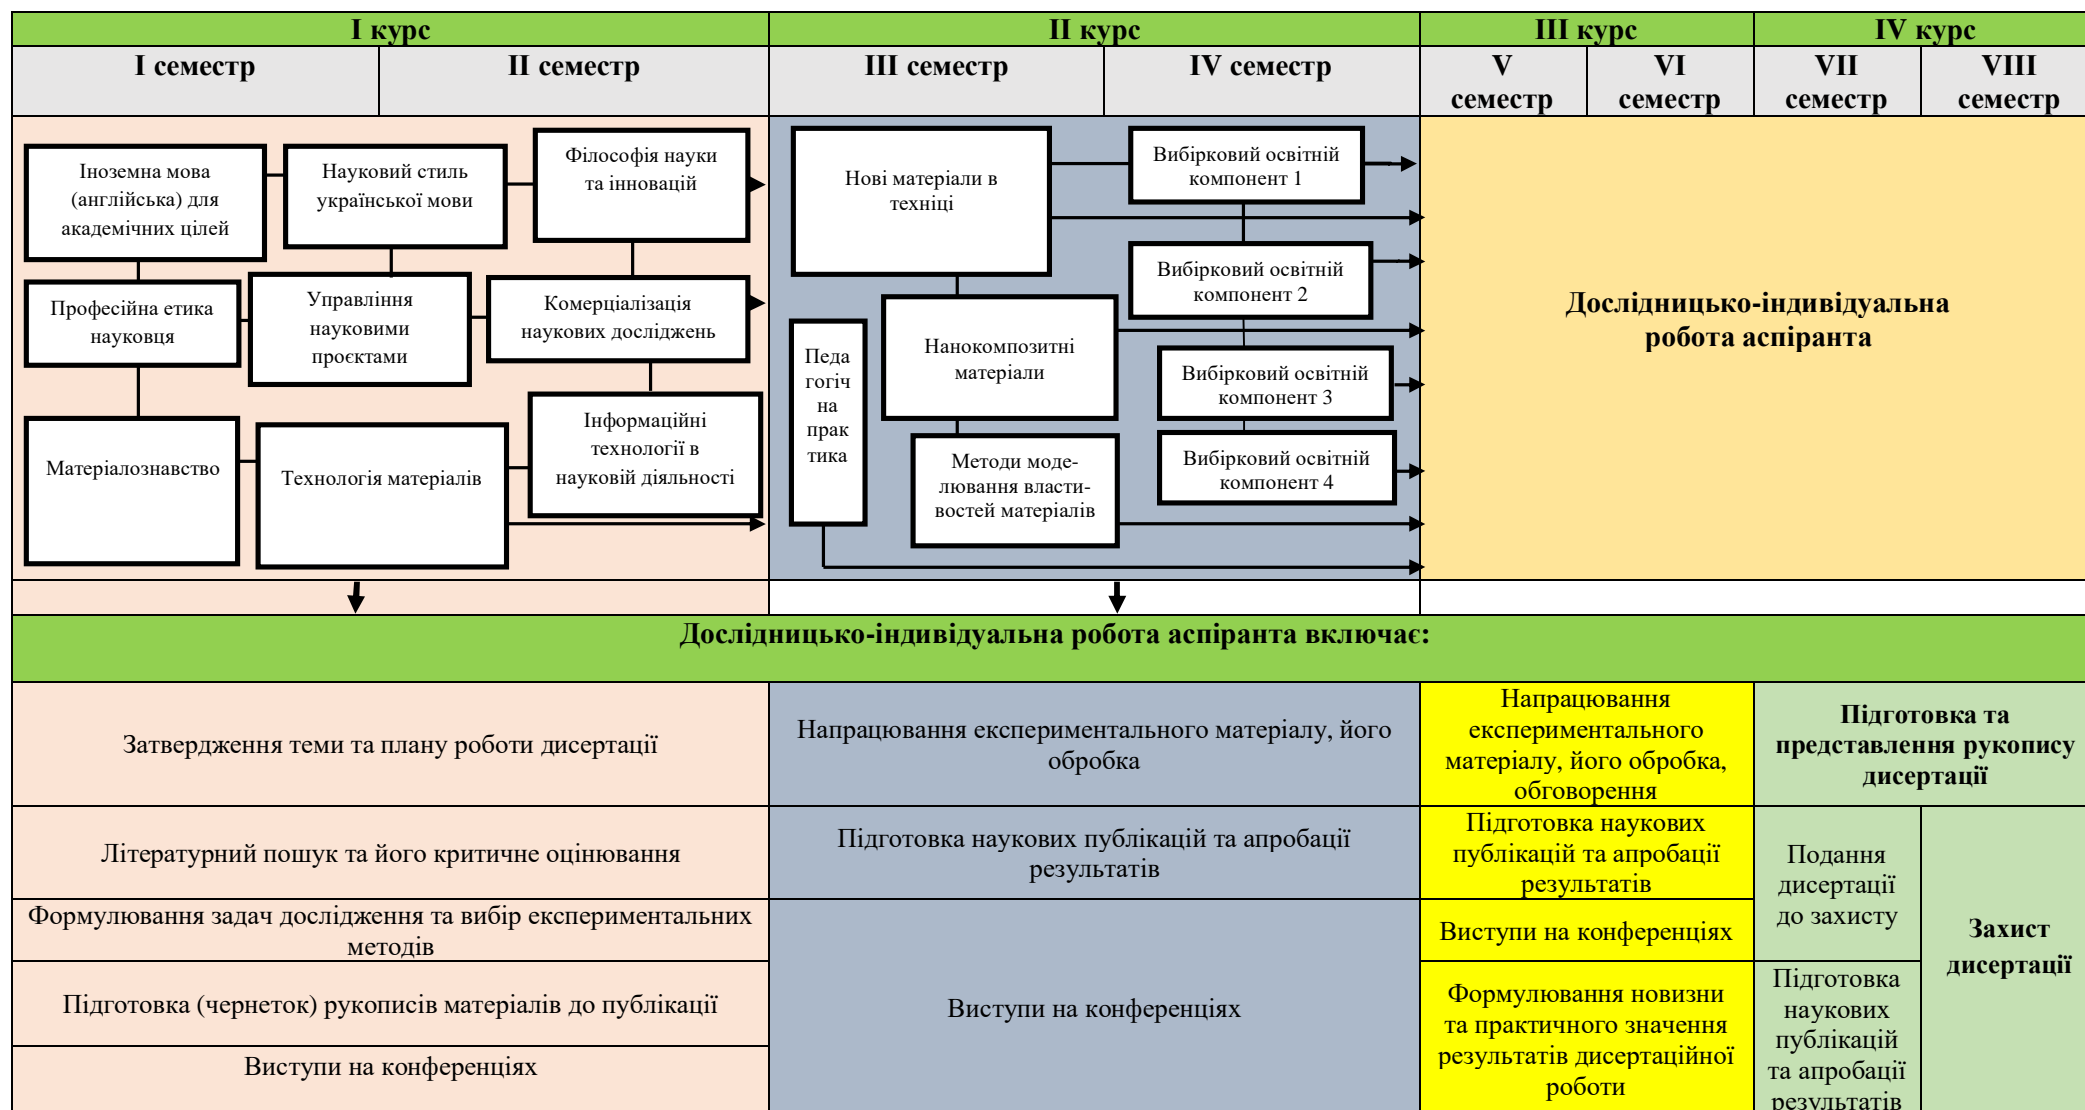 I курс
II курс
III курс
IV курс
I семестр
II семестр
III семестр
IV семестр
V
семестр
VI
семестр
VII
семестр
VIII
семестр
Іноземна мова
(англійська) для
академічних цілей
Науковий стиль
української мови
Філософія науки
та інновацій
Професійна етика
науковця
Управління
науковими
проєктами
Комерціалізація
наукових досліджень
Матеріалознавство
Технологія матеріалів
Інформаційні
технології в
науковій діяльності
Нові матеріали в
техніці
Вибірковий освітній
компонент 1
Вибірковий освітній
компонент 2
Педа
гогіч
на
прак
тика
Нанокомпозитні
матеріали
Вибірковий освітній
компонент 3
Методи моде-
лювання власти-
востей матеріалів
Вибірковий освітній
компонент 4
Дослідницько-індивідуальна
робота аспіранта
Дослідницько-індивідуальна робота аспіранта включає:
Затвердження теми та плану роботи дисертації
Напрацювання експериментального матеріалу, його
обробка
Напрацювання
експериментального
матеріалу, його обробка,
обговорення
Підготовка та
представлення рукопису
дисертації
Літературний пошук та його критичне оцінювання
Підготовка наукових публікацій та апробації
результатів
Підготовка наукових
публікацій та апробації
результатів
Подання
дисертації
до захисту
Захист
дисертації
Формулювання задач дослідження та вибір експериментальних
методів
Виступи на конференціях
Виступи на конференціях
Підготовка (чернеток) рукописів матеріалів до публікації
Формулювання новизни
та практичного значення
результатів дисертаційної
роботи
Підготовка
наукових
публікацій
та апробації
результатів
Виступи на конференціях